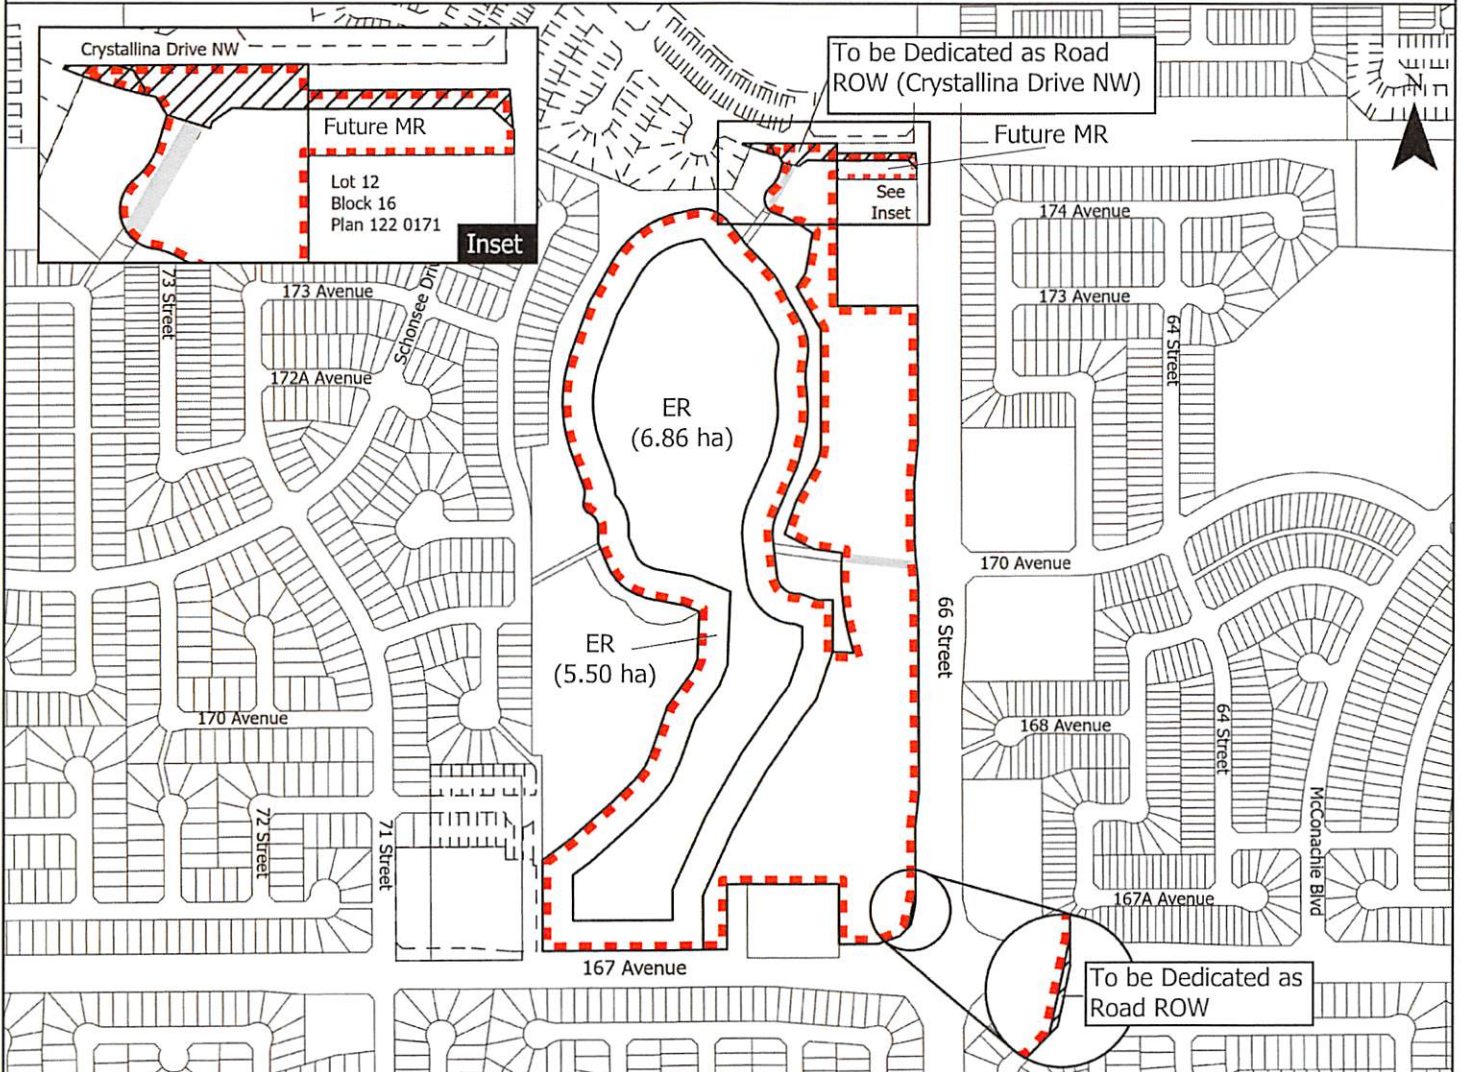 Crystallina Drive NW
Future MR
Lot 12
Block 16
Plan 122 0171
Inset
To be Dedicated as Road
ROW (Crystallina Drive NW)
Future MR
See
Inset
N
174 Avenue
173 Avenue
64 Street
73 Street
173 Avenue
Schonsee Driv
172A Avenue
ER
(6.86 ha)
170 Avenue
66 Street
ER
(5.50 ha)
170 Avenue
168 Avenue
64 Street
McConachie Blvd
72 Street
71 Street
167A Avenue
167 Avenue
To be Dedicated as
Road ROW